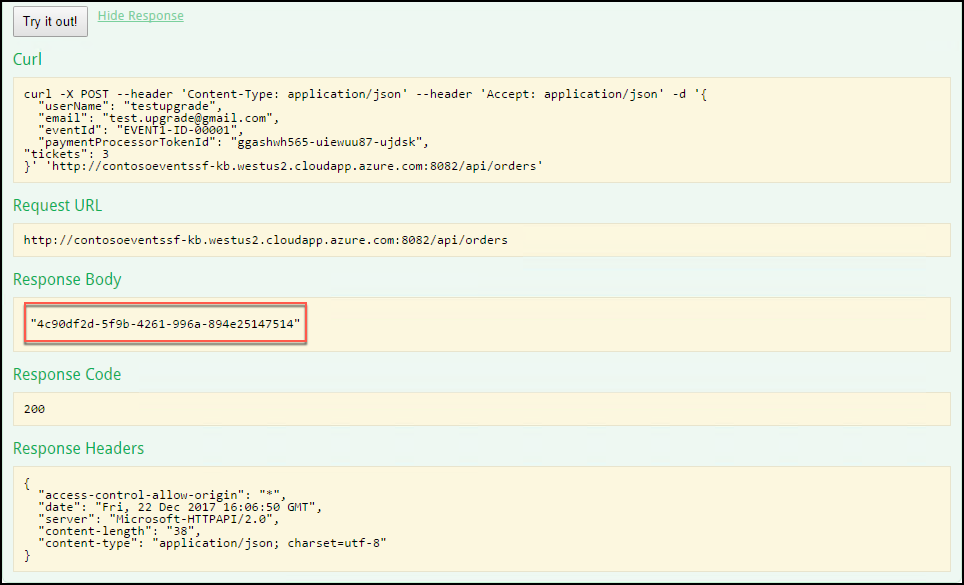 Try it out! Hide Response
Curl
curl -X POST --header 'Content-Type: application/json' --header 'Accept: application/json' -d '{
  "userName": "testupgrade",
  "email": "test.upgrade@gmail.com",
  "eventId": "EVENT1-ID-00001",
  "paymentProcessorTokenId": "ggashwh565-uiewuu87-ujdsk",
"tickets": 3
}' 'http://contosoeventssf-kb.westus2.cloudapp.azure.com:8082/api/orders'
Request URL
http://contosoeventssf-kb.westus2.cloudapp.azure.com:8082/api/orders
Response Body
"4c90df2d-5f9b-4261-996a-894e25147514"
Response Code
200
Response Headers
{
  "access-control-allow-origin": "*",
  "date": "Fri, 22 Dec 2017 16:06:50 GMT",
  "server": "Microsoft-HTTPAPI/2.0",
  "content-length": "38",
  "content-type": "application/json; charset=utf-8"
}